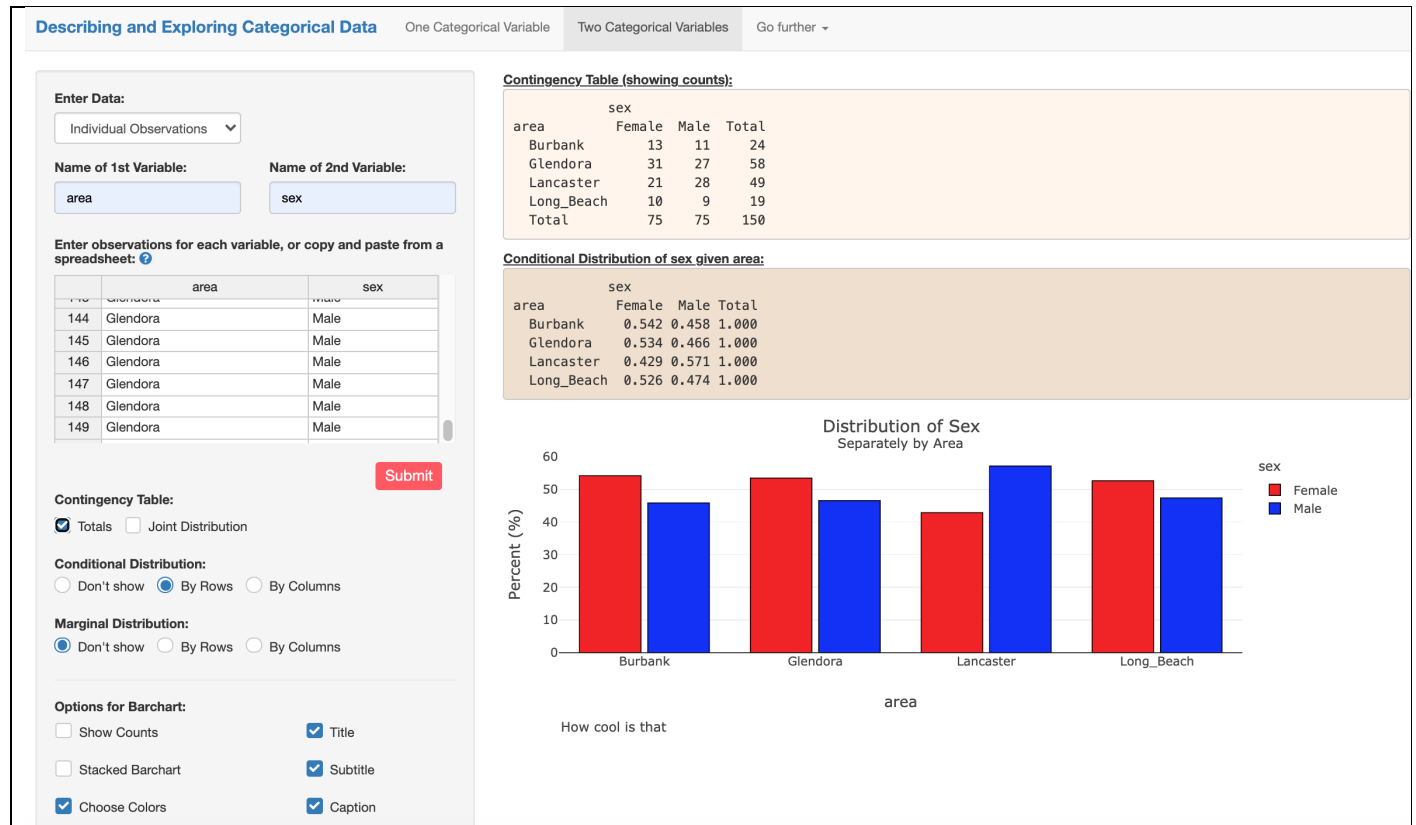 Describing and Exploring Categorical Data One Categorical Variable Two Categorical Variables Go further
Enter Data:
Individual Observations
Name of 1st Variable: Name of 2nd Variable:
area sex
Enter observations for each variable, or copy and paste from a
spreadsheet: ?
area sex
144 Glendora Male
145 Glendora Male
146 Glendora Male
147 Glendora Male
148 Glendora Male
149 Glendora Male
Submit
Contingency Table:
Totals Joint Distribution
Conditional Distribution:
Don't show By Rows By Columns
Marginal Distribution:
Don't show By Rows By Columns
Options for Barchart:
Show Counts Title
Stacked Barchart Subtitle
Choose Colors Caption
Contingency Table (showing counts):
sex
area Female Male Total
Burbank 13 11 24
Glendora 31 27 58
Lancaster 21 28 49
Long_Beach 10 9 19
Total 75 75 150
Conditional Distribution of sex given area:
sex
area Female Male Total
Burbank 0.542 0.458 1.000
Glendora 0.534 0.466 1.000
Lancaster 0.429 0.571 1.000
Long_Beach 0.526 0.474 1.000
Distribution of Sex
Separately by Area
Percent (%)
60
50
40
30
20
10
0
Burbank Glendora Lancaster Long_Beach
area
sex
Female
Male
How cool is that